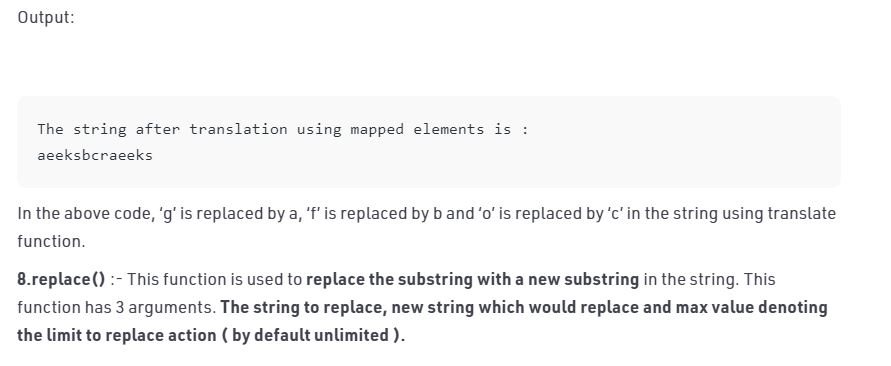 Output:
The string after translation using mapped elements is :
aeeksbcraeeks
In the above code, ‘g’ is replaced by a, ‘f’ is replaced by b and ‘o’ is replaced by ‘c’ in the string using translate
function.
8.replace() :- This function is used to replace the substring with a new substring in the string. This
function has 3 arguments. The string to replace, new string which would replace and max value denoting
the limit to replace action ( by default unlimited ).